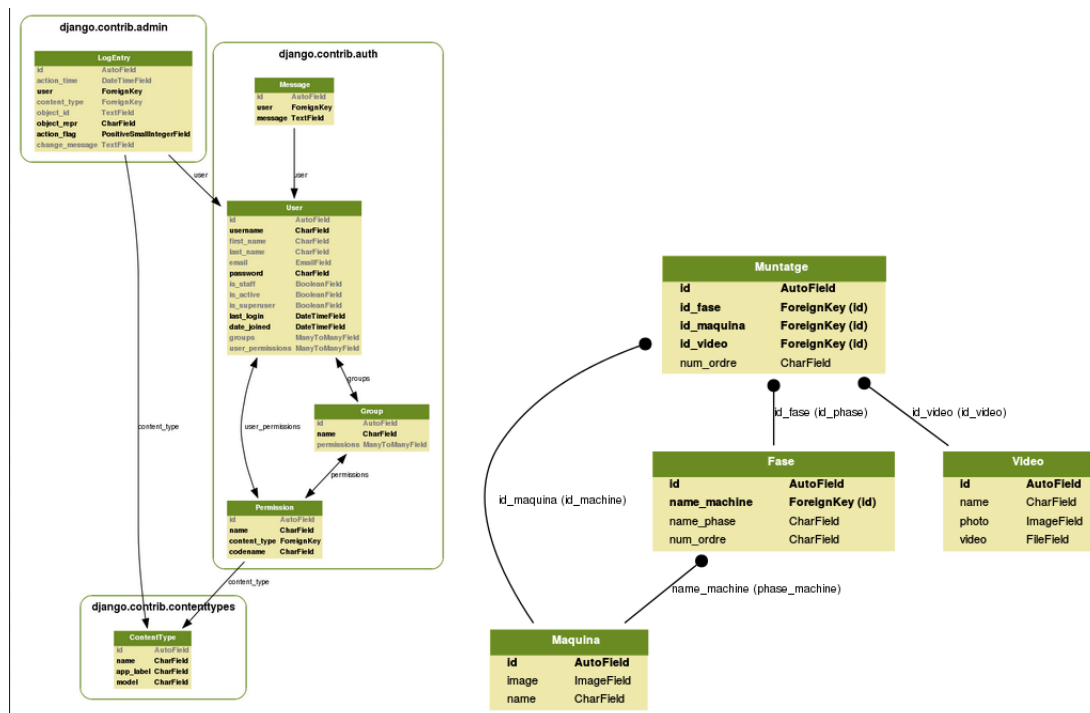 django.contrib.admin
LogEntry
id AutoField
action_time DateTimeField
user ForeignKey
content_type ForeignKey
object_id TextField
object_repr CharField
action_flag PositiveSmallIntegerField
change_message TextField
django.contrib.auth
Message
id AutoField
user ForeignKey
message TextField
user
user
User
id AutoField
username CharField
first_name CharField
last_name CharField
email EmailField
password CharField
is_staff BooleanField
is_active BooleanField
is_superuser BooleanField
last_login DateTimeField
date_joined DateTimeField
groups ManyToManyField
user_permissions ManyToManyField
groups
Group
id AutoField
name CharField
permissions ManyToManyField
content_type
user_permissions
permissions
Permission
id AutoField
name CharField
content_type ForeignKey
codename CharField
content_type
django.contrib.contenttypes
ContentType
id AutoField
name CharField
app_label CharField
model CharField
Muntatge
id AutoField
id_fase ForeignKey (id)
id_maquina ForeignKey (id)
id_video ForeignKey (id)
num_ordre CharField
id_fase (id_phase)
id_video (id_video)
id_maquina (id_machine)
Fase
id AutoField
name_machine ForeignKey (id)
name_phase CharField
num_ordre CharField
Video
id AutoField
name CharField
photo ImageField
video FileField
name_machine (phase_machine)
Maquina
id AutoField
image ImageField
name CharField